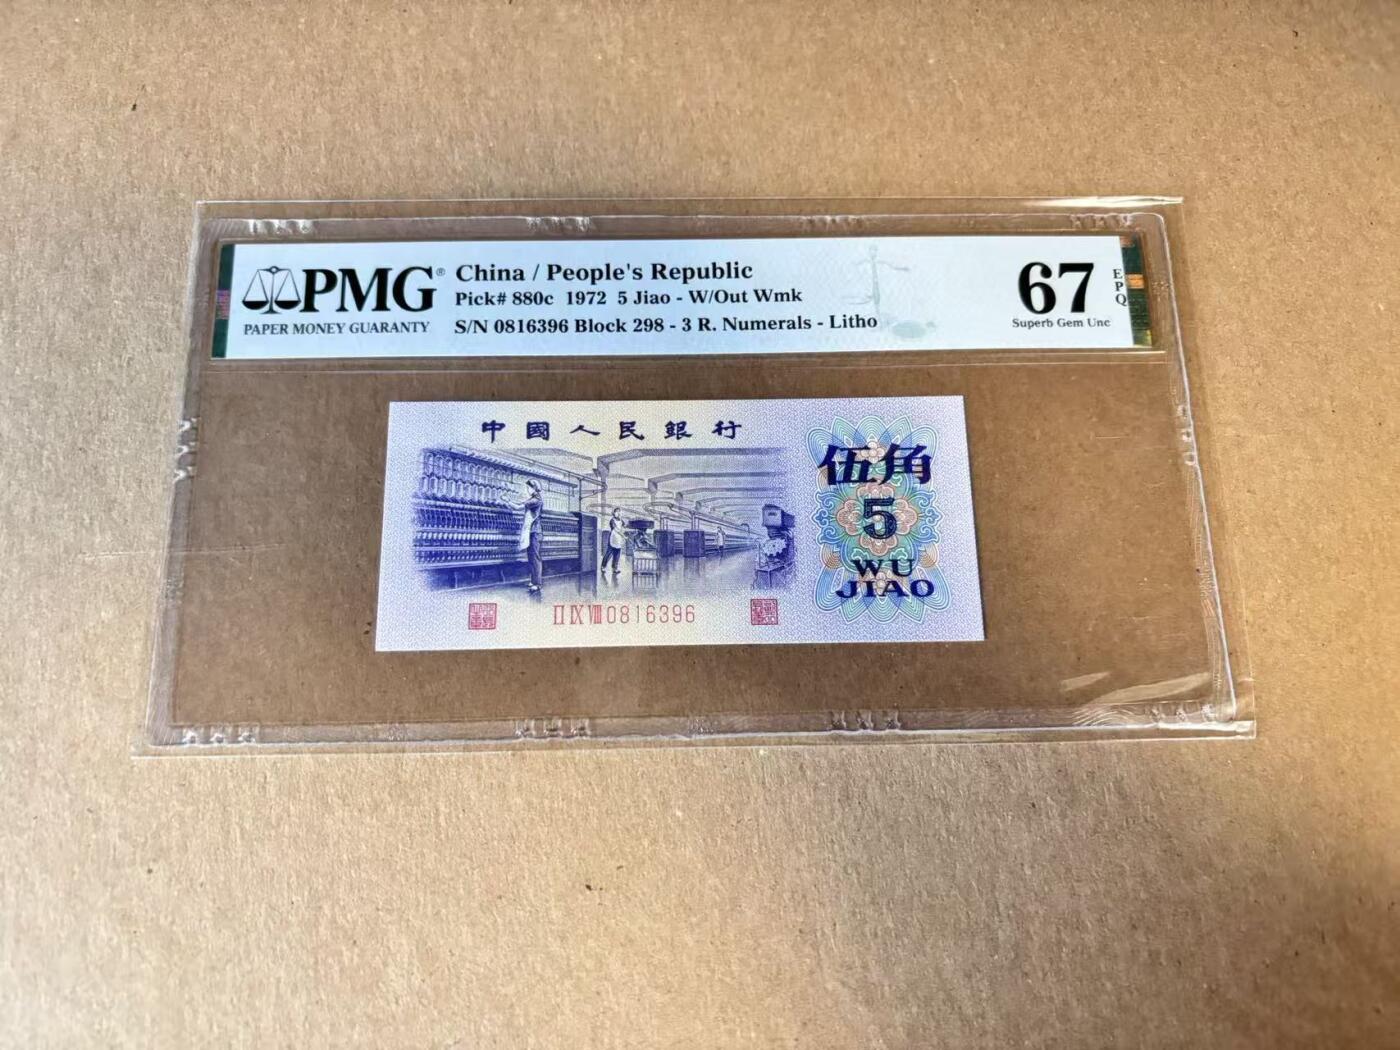 PMG®
PAPER MONEY GUARANTY
China / People's Republic
Pick# 880c 1972 5 Jiao - W/Out Wmk
S/N 0816396 Block 298 - 3 R. Numerals - Litho
67
EPQ
Superb Gem Unc
中國人民銀行
伍角
5
WU
JIAO
II IX VIII 0816396